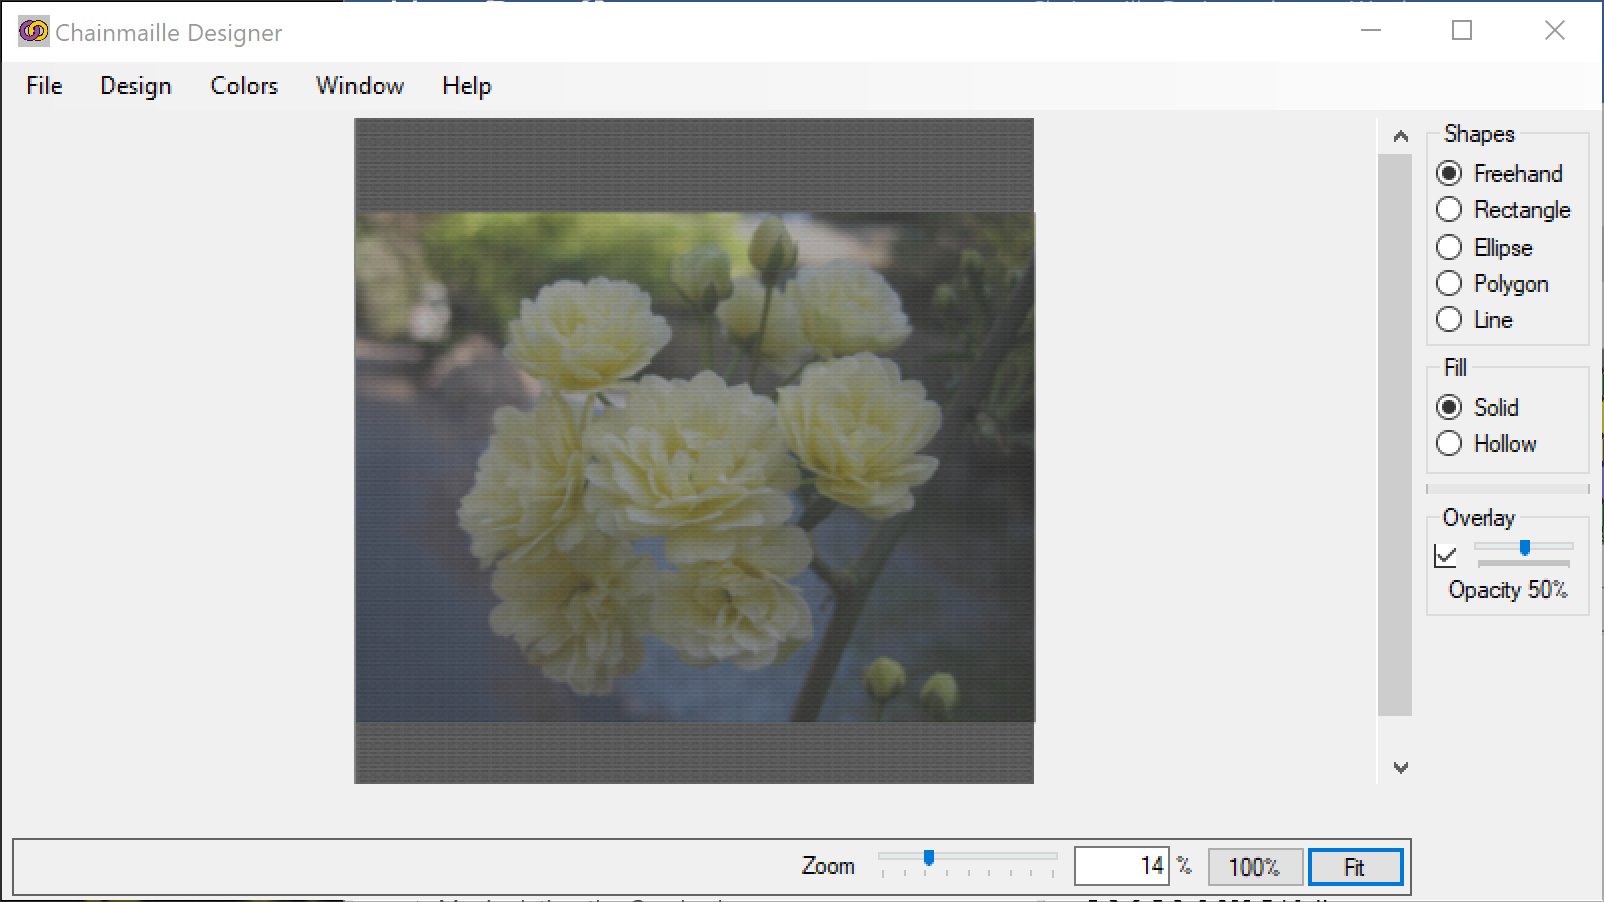 Chainmaille Designer
File Design Colors Window Help
Shapes
Freehand
Rectangle
Ellipse
Polygon
Line
Fill
Solid
Hollow
Overlay
Opacity 50%
Zoom 14 % 100% Fit